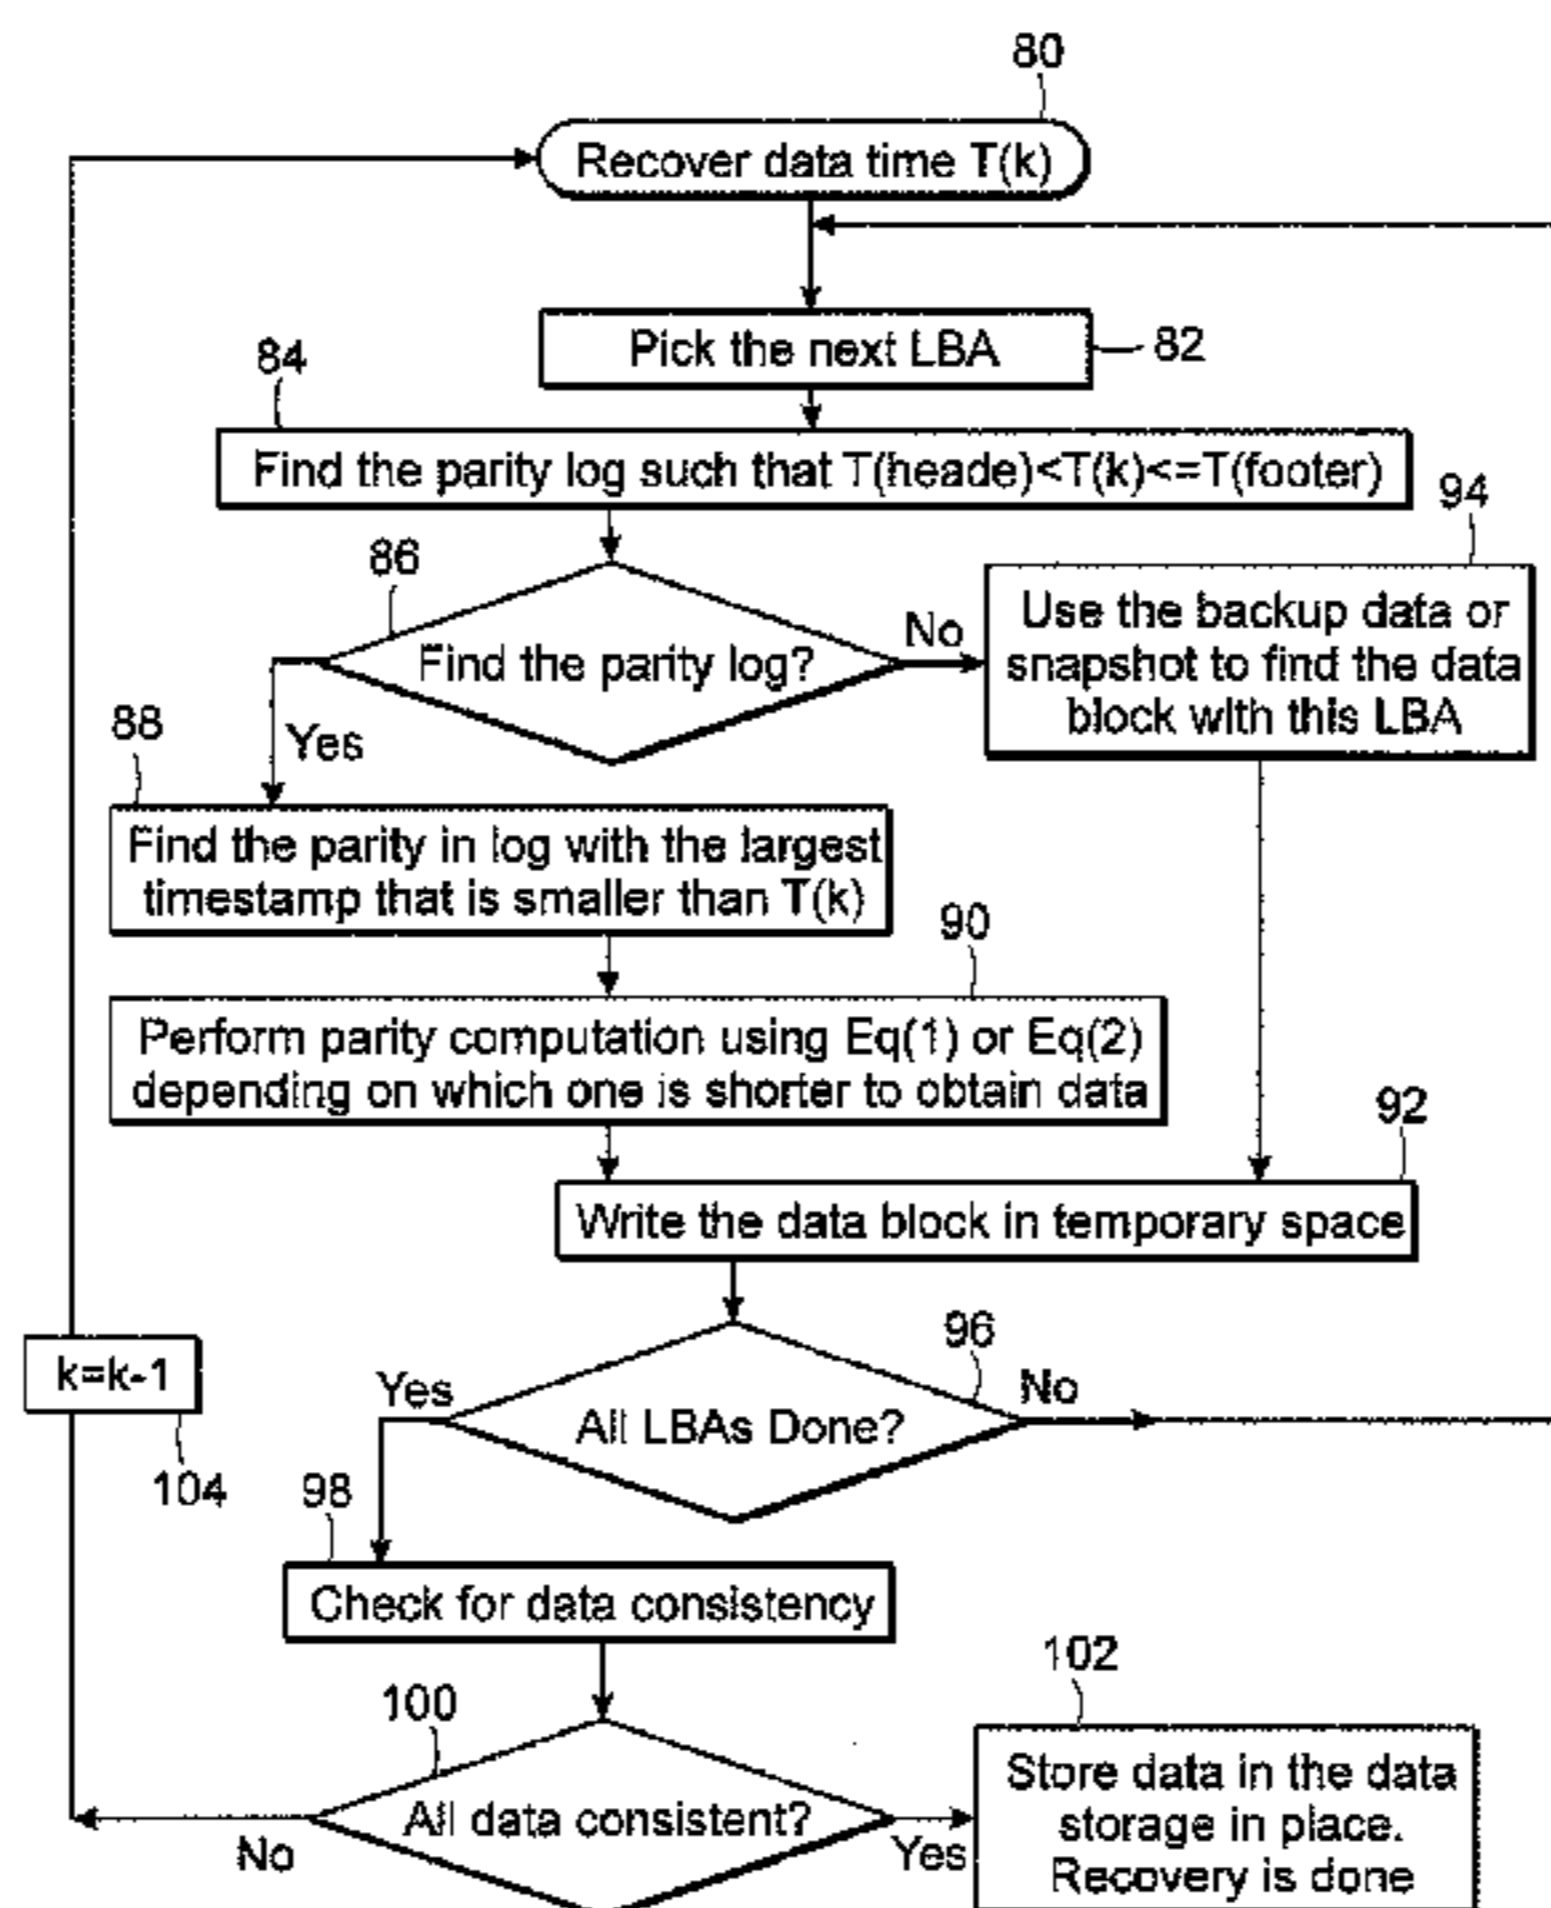 80
Recover data time T(k)
Pick the next LBA
82
84
Find the parity log such that T(heade)<T(k)<=T(footer)
94
86
Find the parity log?
No
Yes
Use the backup data or
snapshot to find the data
block with this LBA
88
Find the parity in log with the largest
timestamp that is smaller than T(k)
90
Perform parity computation using Eq(1) or Eq(2)
depending on which one is shorter to obtain data
92
Write the data block in temporary space
96
All LBAs Done?
Yes
No
k=k-1
104
98
Check for data consistency
100
All data consistent?
No
Yes
102
Store data in the data
storage in place.
Recovery is done